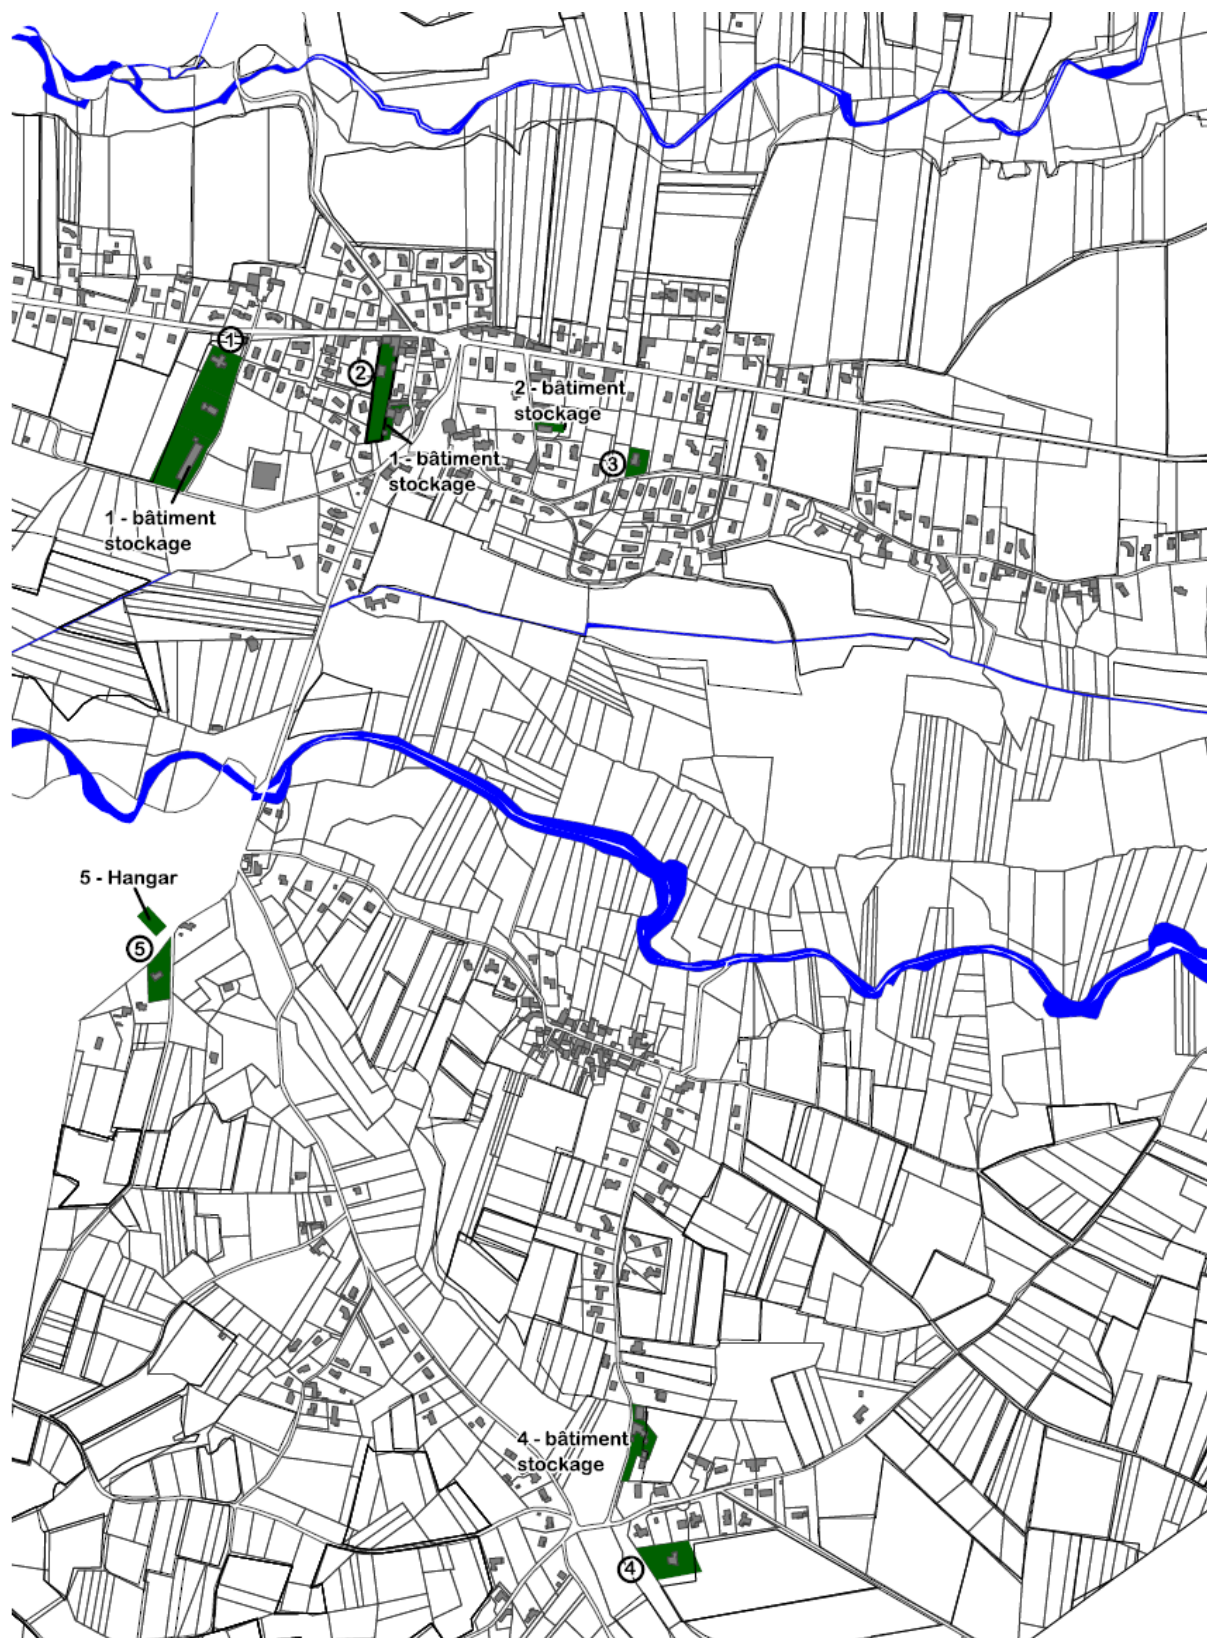 1
2
2 - bâtiment
stockage
1 - bâtiment
stockage
3
1 - bâtiment
stockage
5 - Hangar
5
4 - bâtiment
stockage
4